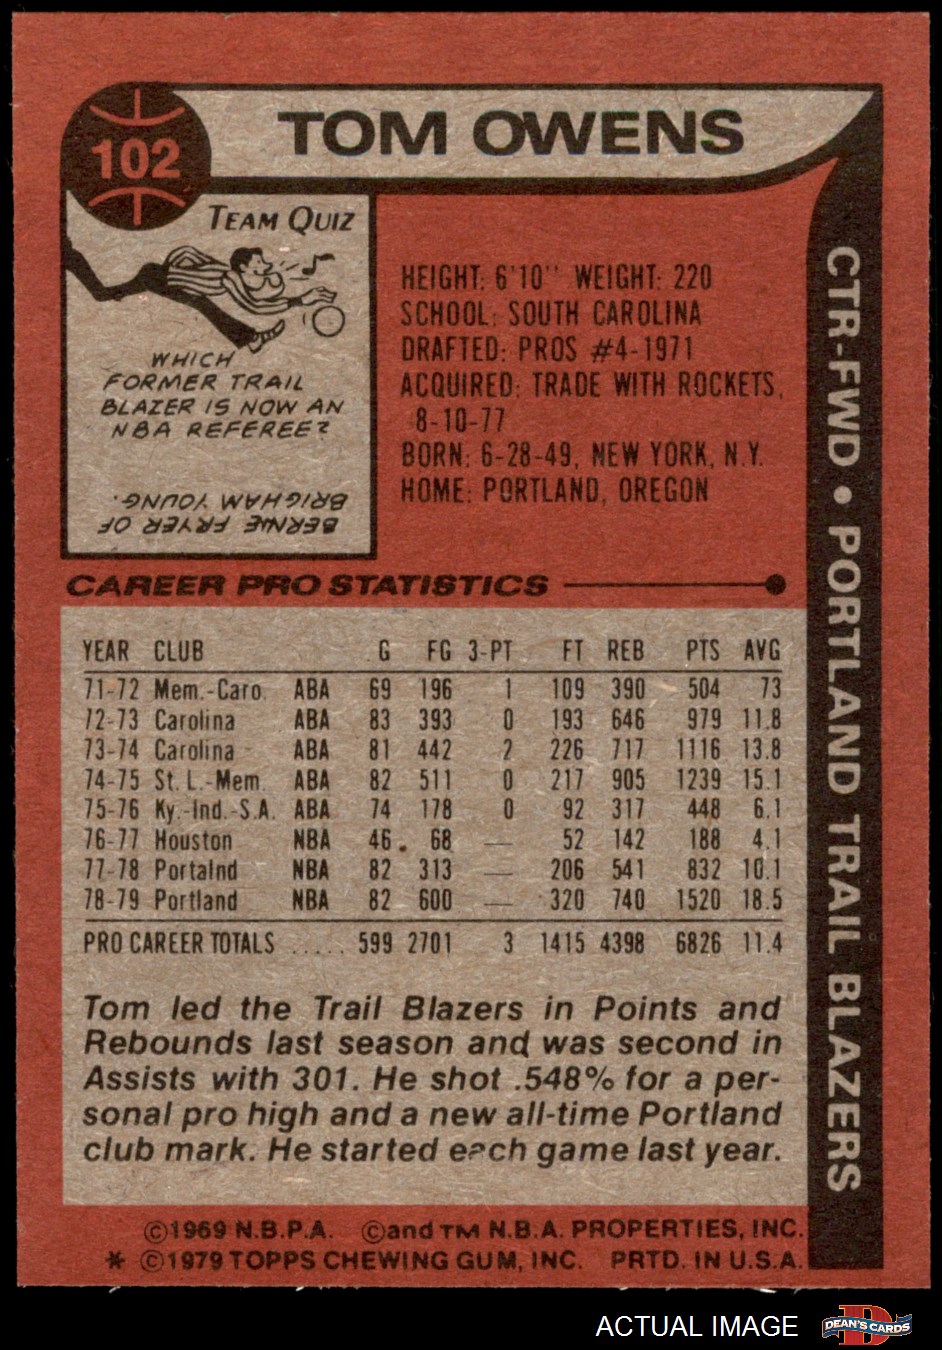 102
TOM OWENS
TEAM QUIZ
WHICH
FORMER TRAIL
BLAZER IS NOW AN
NBA REFEREE?
BERNIE FRYER OF
BRIGHAM YOUNG.
HEIGHT: 6'10" WEIGHT: 220
SCHOOL: SOUTH CAROLINA
DRAFTED: PROS #4-1971
ACQUIRED: TRADE WITH ROCKETS,
8-10-77
BORN: 6-28-49, NEW YORK, N.Y.
HOME: PORTLAND, OREGON
CTR-FWD • PORTLAND TRAIL BLAZERS
CAREER PRO STATISTICS
YEAR CLUB G FG 3-PT FT REB PTS AVG
71-72 Mem.-Caro. ABA 69 196 1 109 390 504 73
72-73 Carolina ABA 83 393 0 193 646 979 11.8
73-74 Carolina ABA 81 442 2 226 717 1116 13.8
74-75 St. L.-Mem. ABA 82 511 0 217 905 1239 15.1
75-76 Ky.-Ind.-S.A. ABA 74 178 0 92 317 448 6.1
76-77 Houston NBA 46 68 — 52 142 188 4.1
77-78 Portalnd NBA 82 313 — 206 541 832 10.1
78-79 Portland NBA 82 600 — 320 740 1520 18.5
PRO CAREER TOTALS ..... 599 2701 3 1415 4398 6826 11.4
Tom led the Trail Blazers in Points and
Rebounds last season and was second in
Assists with 301. He shot .548% for a per-
sonal pro high and a new all-time Portland
club mark. He started each game last year.
©1969 N.B.P.A. ©and TM N.B.A. PROPERTIES, INC.
* ©1979 TOPPS CHEWING GUM, INC. PRTD. IN U.S.A.
ACTUAL IMAGE
DEAN'S CARDS